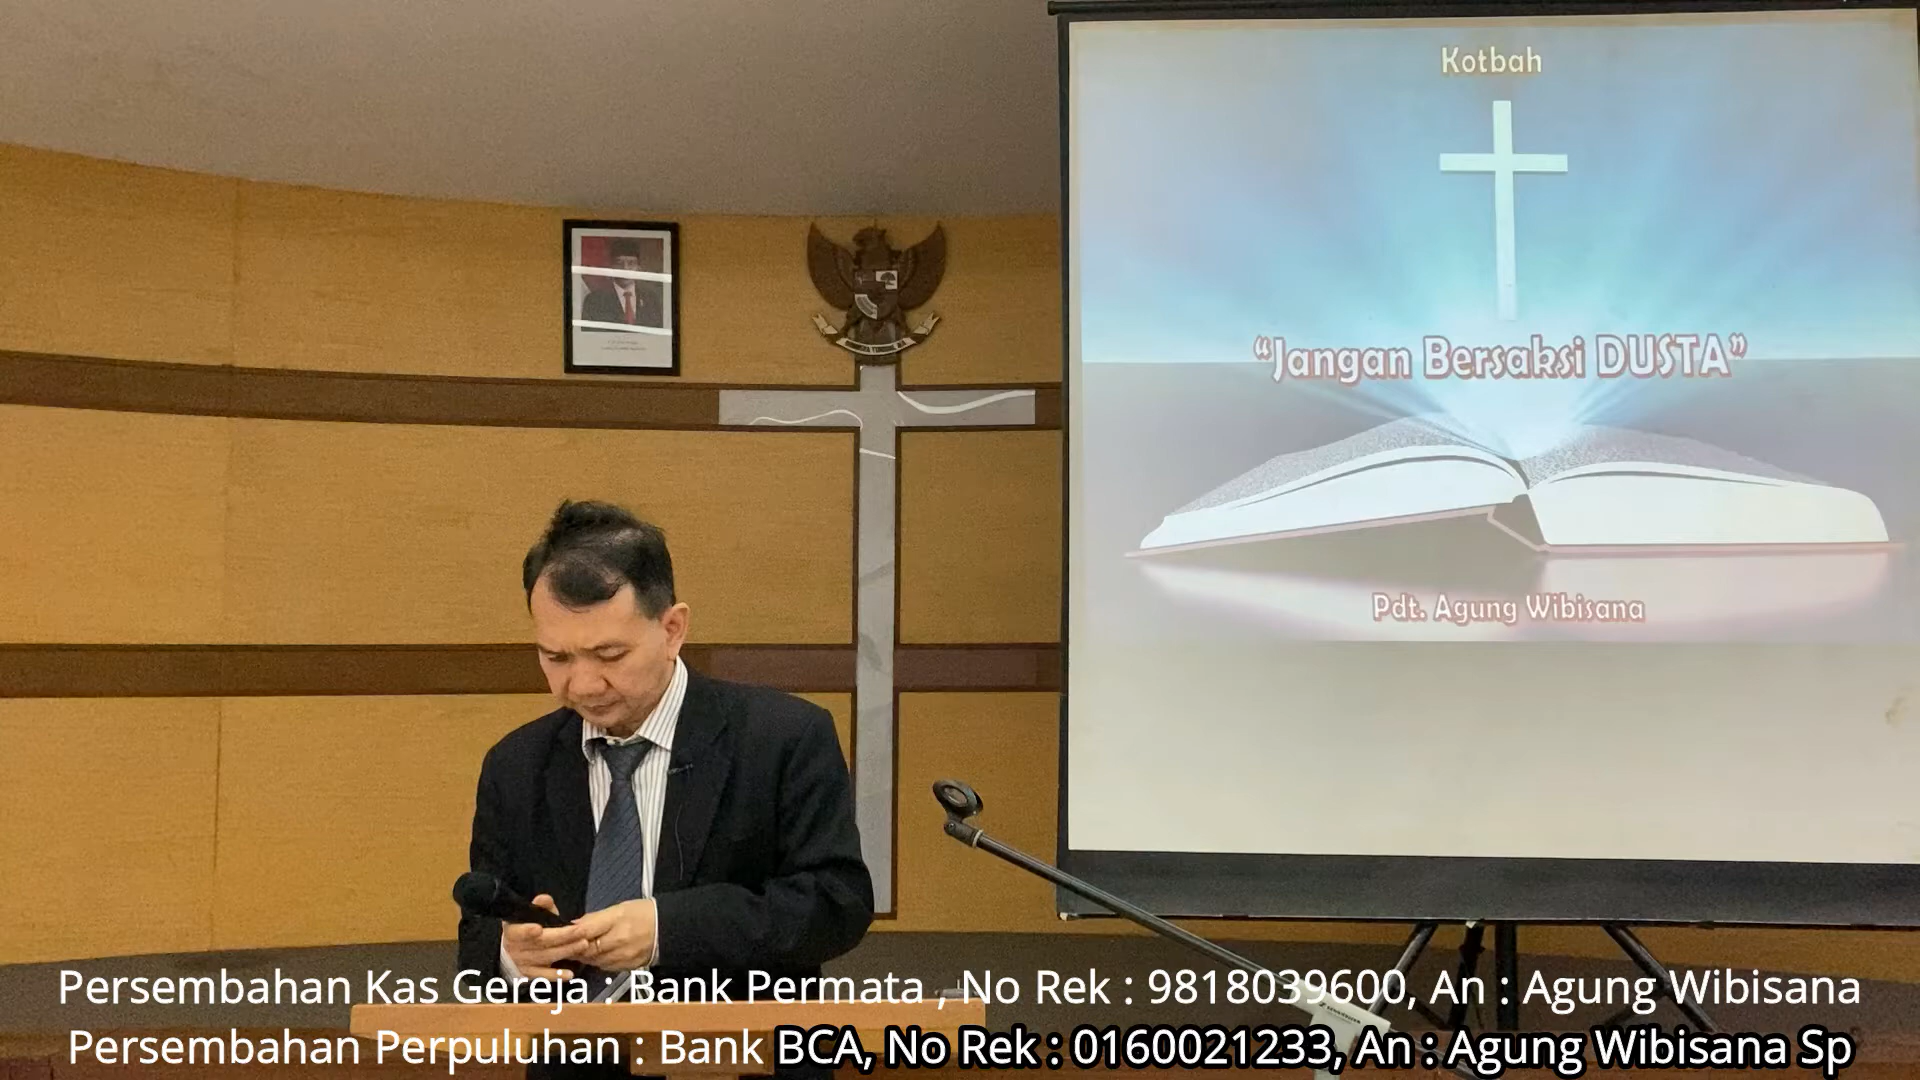 Kotbah
“Jangan Bersaksi DUSTA”
Pdt. Agung Wibisana
Persembahan Kas Gereja : Bank Permata , No Rek : 9818039600, An : Agung Wibisana
Persembahan Perpuluhan : Bank BCA, No Rek : 0160021233, An : Agung Wibisana Sp